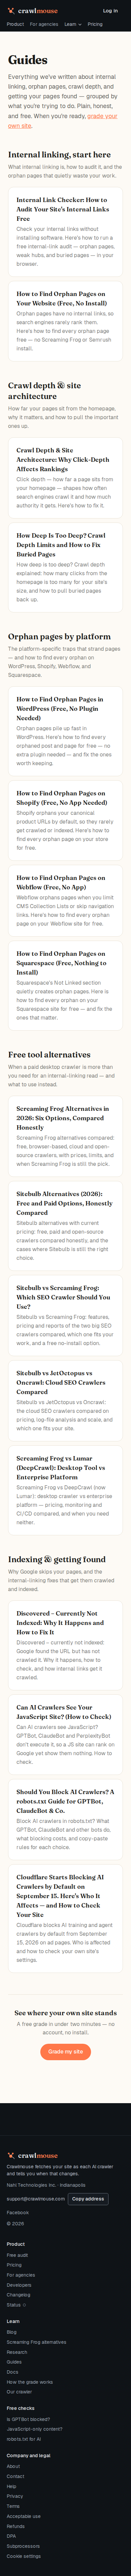 crawlmouse
Log in
Product
For agencies
Learn
Pricing
Guides
Everything we've written about internal
linking, orphan pages, crawl depth, and
getting your pages found — grouped by
what you're trying to do. Plain, honest,
and free. When you're ready, grade your
own site.
Internal linking, start here
What internal linking is, how to audit it, and the
orphan pages that quietly waste your work.
Internal Link Checker: How to
Audit Your Site's Internal Links
Free
Check your internal links without
installing software. Here's how to run a
free internal-link audit — orphan pages,
weak hubs, and buried pages — in your
browser.
How to Find Orphan Pages on
Your Website (Free, No Install)
Orphan pages have no internal links, so
search engines rarely rank them.
Here's how to find every orphan page
free — no Screaming Frog or Semrush
install.
Crawl depth & site
architecture
How far your pages sit from the homepage,
why it matters, and how to pull the important
ones up.
Crawl Depth & Site
Architecture: Why Click-Depth
Affects Rankings
Click depth — how far a page sits from
your homepage — shapes how often
search engines crawl it and how much
authority it gets. Here's how to fix it.
How Deep Is Too Deep? Crawl
Depth Limits and How to Fix
Buried Pages
How deep is too deep? Crawl depth
explained: how many clicks from the
homepage is too many for your site's
size, and how to pull buried pages
back up.
Orphan pages by platform
The platform-specific traps that create orphaned
pages and how to find every orphan on
WordPress, Shopify, Webflow, and
Squarespace.
How to Find Orphan Pages in
WordPress (Free, No Plugin
Needed)
Orphan pages pile up fast in
WordPress. Here's how to find every
orphaned post and page for free — no
extra plugin needed — and the fixes
worth keeping.
How to Find Orphan Pages on
Shopify (Free, No App Needed)
Shopify orphans your canonical
product URLs by default, so they rarely
get crawled or indexed. Here's how to
find every orphan page on your store
for free.
How to Find Orphan Pages on
Webflow (Free, No App)
Webflow orphans pages when you limit
CMS Collection Lists or skip navigation
links. Here's how to find every orphan
page on your Webflow site for free.
How to Find Orphan Pages on
Squarespace (Free, Nothing to
Install)
Squarespace's Not Linked section
quietly creates orphan pages. Here is
how to find every orphan on your
Squarespace site for free — and fix the
ones that matter.
Free tool alternatives
When a paid desktop crawler is more than
you need for an internal-linking read — and
what to use instead.
Screaming Frog Alternatives in
2026: Six Options, Compared
Honestly
Screaming Frog alternatives compared
free, browser-based, cloud and open-
source crawlers, with prices, limits, and
when Screaming Frog is still the pick.
Sitebulb Alternatives (2026):
Free and Paid Options, Honestly
Compared
Sitebulb alternatives with current
pricing: free, paid and open-source
crawlers compared honestly, and the
cases where Sitebulb is still the right
choice.
Sitebulb vs Screaming Frog:
Which SEO Crawler Should You
Use?
Sitebulb vs Screaming Frog: features,
pricing and reports of the two big SEO
crawlers compared, which one fits your
work, and a free no-install option.
Sitebulb vs JetOctopus vs
Oncrawl: Cloud SEO Crawlers
Compared
Sitebulb vs JetOctopus vs Oncrawl:
the cloud SEO crawlers compared on
pricing, log-file analysis and scale, and
which one fits your site.
Screaming Frog vs Lumar
(DeepCrawl): Desktop Tool vs
Enterprise Platform
Screaming Frog vs DeepCrawl (now
Lumar): desktop crawler vs enterprise
platform — pricing, monitoring and
CI/CD compared, and when you need
neither.
Indexing & getting found
Why Google skips your pages, and the internal-
linking fixes that get them crawled
and indexed.
Discovered – Currently Not
Indexed: Why It Happens and
How to Fix It
Discovered – currently not indexed:
Google found the URL but has not
crawled it. Why it happens, how to
check, and how internal links get it
crawled.
Can AI Crawlers See Your
JavaScript Site? (How to Check)
Can AI crawlers see JavaScript?
GPTBot, ClaudeBot and PerplexityBot
don't execute it, so a JS site can rank on
Google yet show them nothing. How to
check.
Should You Block AI Crawlers? A
robots.txt Guide for GPTBot,
ClaudeBot & Co.
Block AI crawlers in robots.txt? What
GPTBot, ClaudeBot and other bots do,
what blocking costs, and copy-paste
rules for each choice.
Cloudflare Starts Blocking AI
Crawlers by Default on
September 15. Here's Who It
Affects — and How to Check
Your Site
Cloudflare blocks AI training and agent
crawlers by default from September
15, 2026 on ad pages. Who is affected
and how to check your own site's
settings.
See where your own site stands
A free grade in under two minutes — no
account, no install.
Grade my site
crawlmouse
Crawlmouse fetches your site as each AI crawler
and tells you when that changes.
Natri Technologies Inc. · Indianapolis
support@crawlmouse.com
Copy address
Facebook
© 2026
Product
Free audit
Pricing
For agencies
Developers
Changelog
Status
Learn
Blog
Screaming Frog alternatives
Research
Guides
Docs
How the grade works
Our crawler
Free checks
Is GPTBot blocked?
JavaScript-only content?
robots.txt for AI
Company and legal
About
Contact
Help
Privacy
Terms
Acceptable use
Refunds
DPA
Subprocessors
Cookie settings